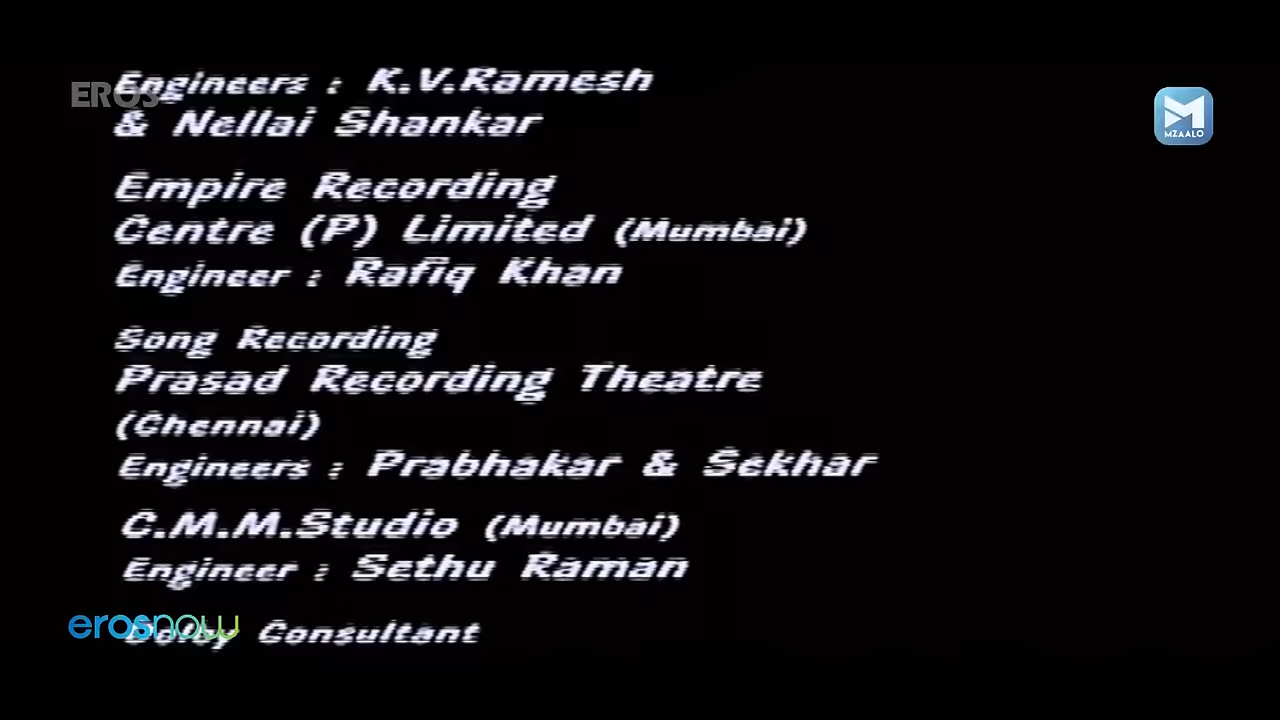 Engineers : K.V.Ramesh
EROS
& Nellai Shankar
MZAALO
Empire Recording
Centre (P) Limited (Mumbai)
Engineer : Rafiq Khan
Song Recording
Prasad Recording Theatre
(Chennai)
Engineers : Prabhakar & Sekhar
C.M.M.Studio (Mumbai)
Engineer : Sethu Raman
erosnow
Dolby Consultant